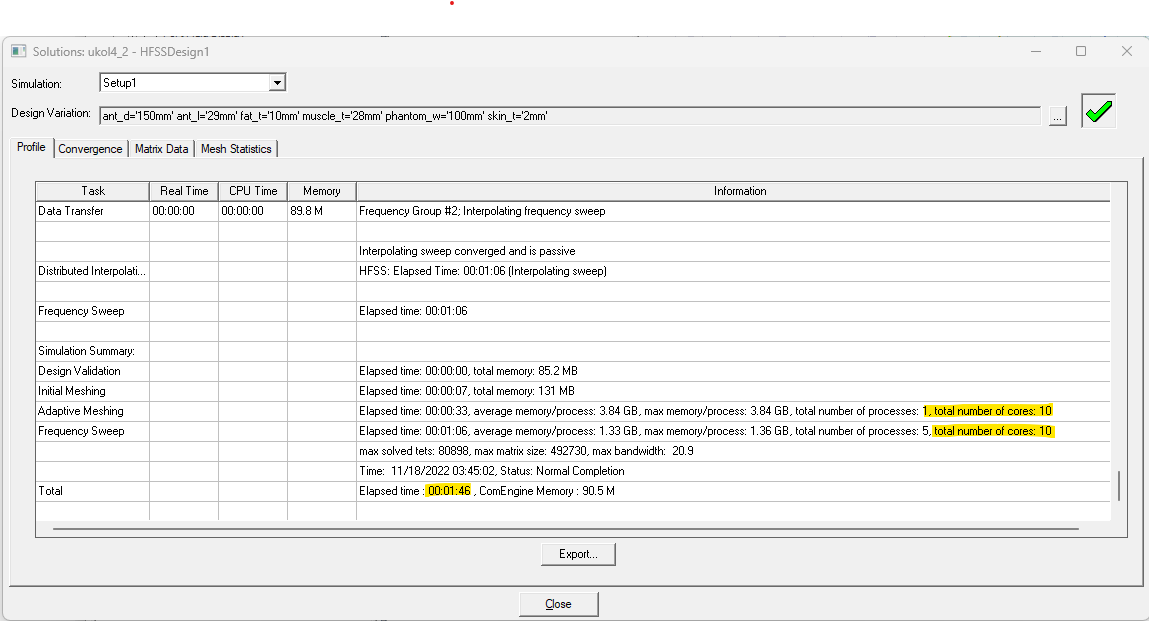 Solutions: ukol4_2 - HFSSDesign1
Simulation: Setup1
Design Variation: ant_d='150mm' ant_l='29mm' fat_t='10mm' muscle_t='28mm' phantom_w='100mm' skin_t='2mm' ...
Profile Convergence Matrix Data Mesh Statistics
Task Real Time CPU Time Memory Information
Data Transfer 00:00:00 00:00:00 89.8 M Frequency Group #2; Interpolating frequency sweep
Interpolating sweep converged and is passive
Distributed Interpolati... HFSS: Elapsed Time: 00:01:06 (Interpolating sweep)
Frequency Sweep Elapsed time: 00:01:06
Simulation Summary:
Design Validation Elapsed time: 00:00:00, total memory: 85.2 MB
Initial Meshing Elapsed time: 00:00:07, total memory: 131 MB
Adaptive Meshing Elapsed time: 00:00:33, average memory/process: 3.84 GB, max memory/process: 3.84 GB, total number of processes: 1, total number of cores: 10
Frequency Sweep Elapsed time: 00:01:06, average memory/process: 1.33 GB, max memory/process: 1.36 GB, total number of processes: 5, total number of cores: 10
max solved tets: 80898, max matrix size: 492730, max bandwidth: 20.9
Time: 11/18/2022 03:45:02, Status: Normal Completion
Total Elapsed time : 00:01:46 , ComEngine Memory : 90.5 M
Export...
Close